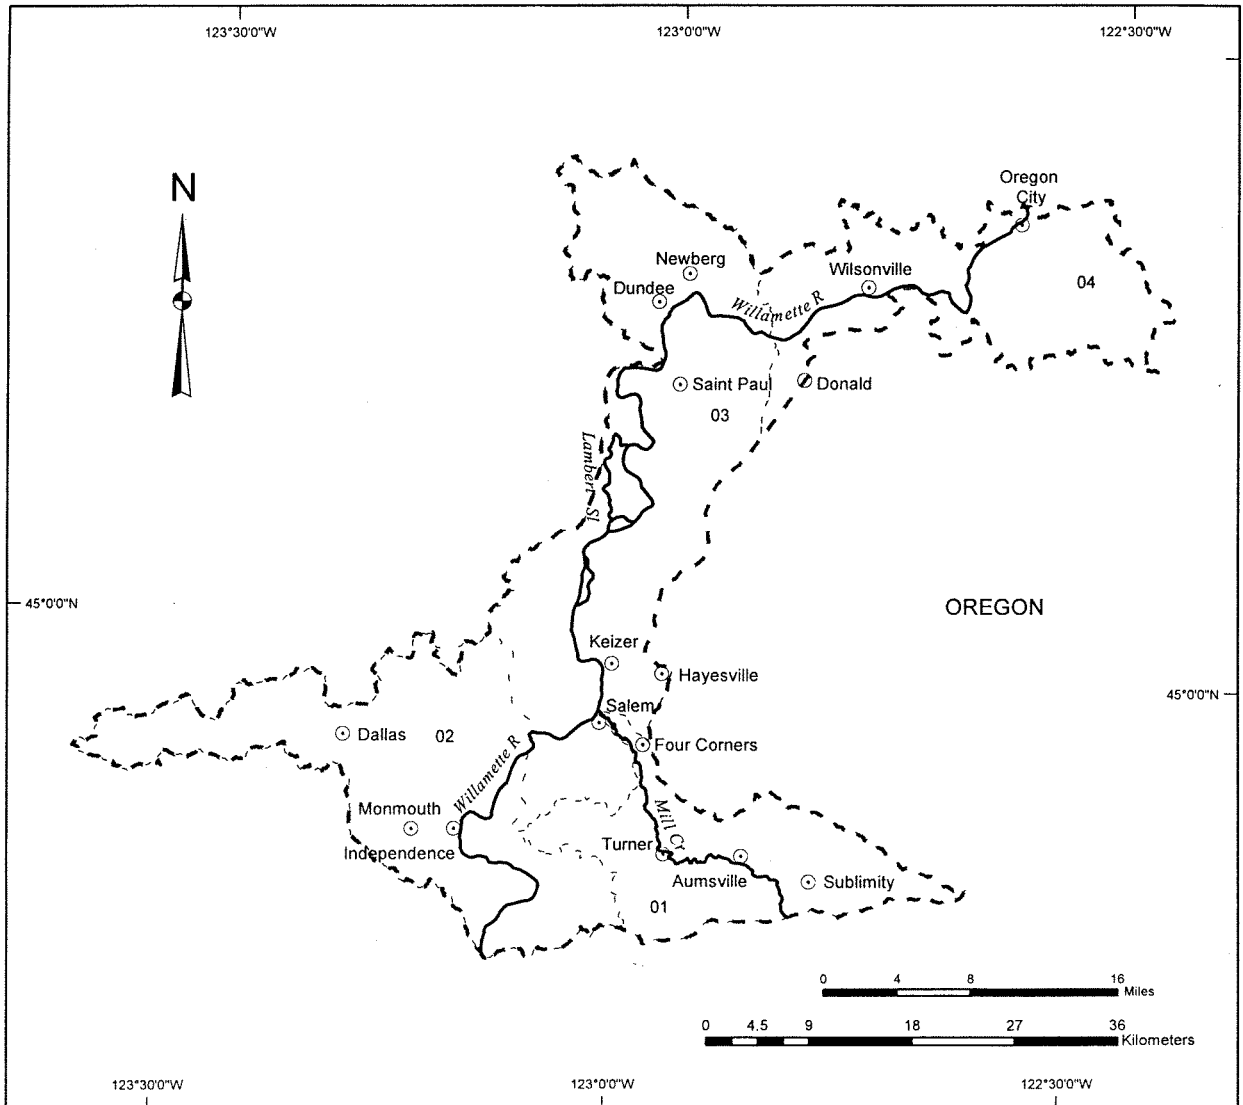 123°30'0"W
123°0'0"W
122°30'0"W
N
Oregon
City
Newberg
Wilsonville
04
Dundee
Willamette R
Saint Paul
Donald
03
Lambert Sl
45°0'0"N
OREGON
Keizer
Hayesville
45°0'0"N
Salem
Dallas
02
Four Corners
Willamette R
Monmouth
Mill Cr
Independence
Turner
Aumsville
Sublimity
01
0 4 8 16
Miles
0 4.5 9 18 27 36
Kilometers
123°30'0"W
123°0'0"W
122°30'0"W